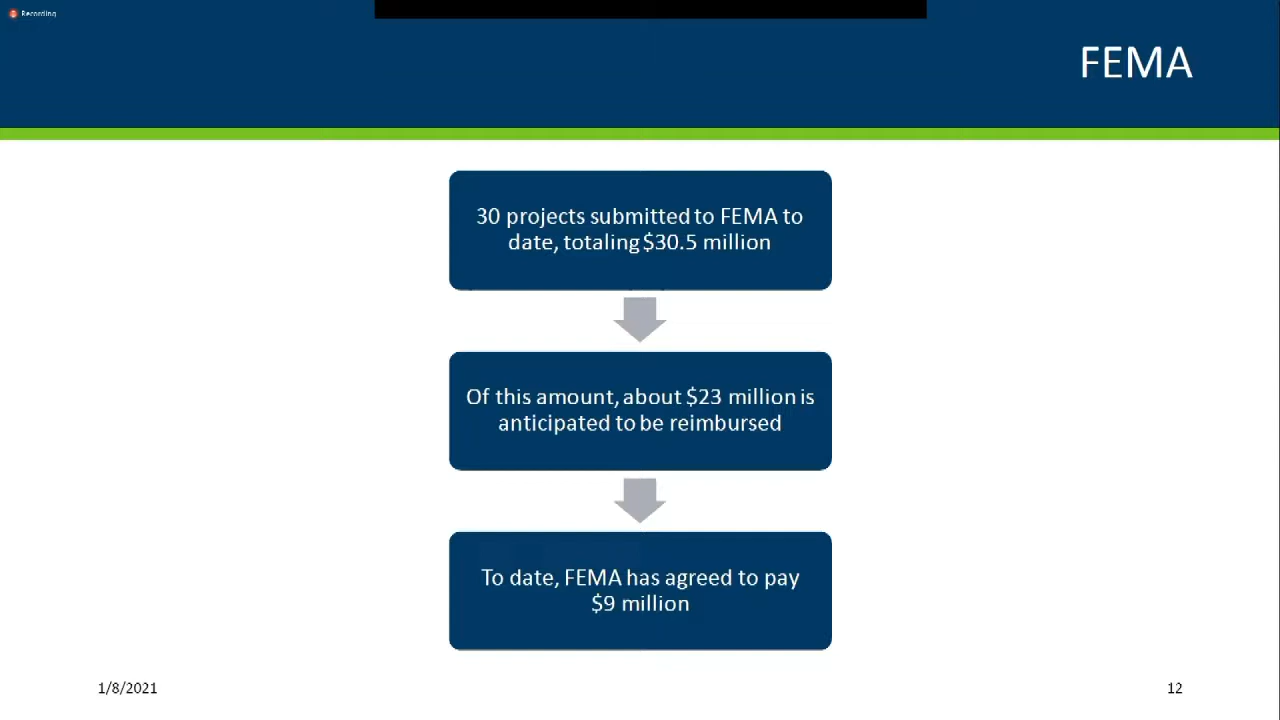 Recording
FEMA
30 projects submitted to FEMA to
date, totaling $30.5 million
Of this amount, about $23 million is
anticipated to be reimbursed
To date, FEMA has agreed to pay
$9 million
1/8/2021
12